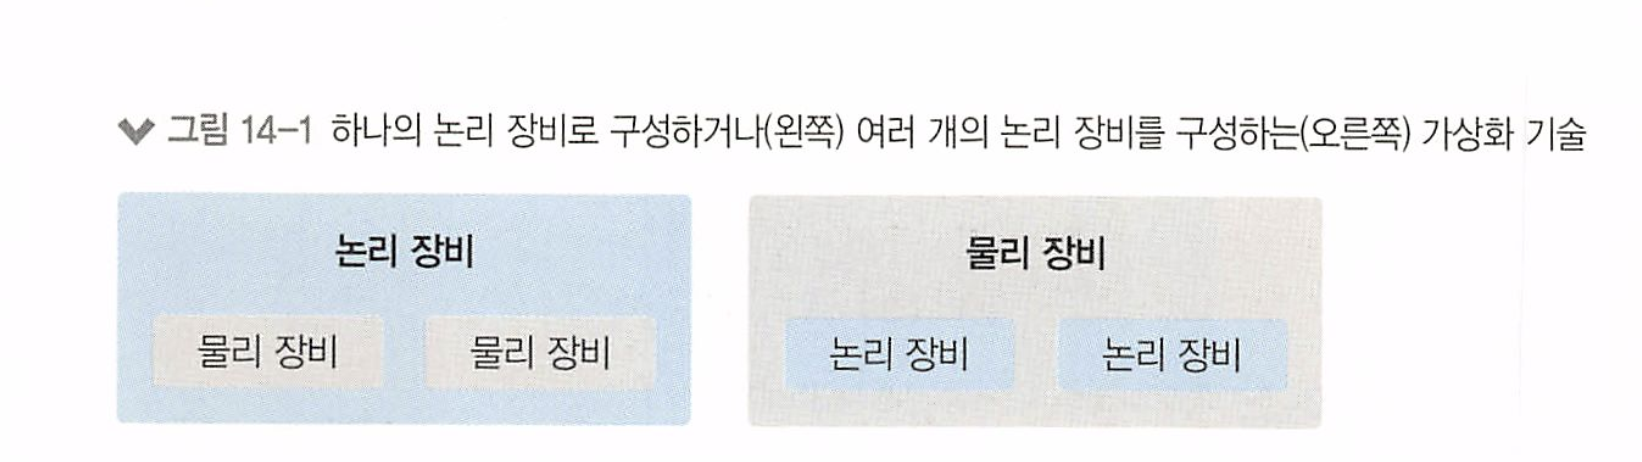 그림 14-1 하나의 논리 장비로 구성하거나(왼쪽) 여러 개의 논리 장비를 구성하는(오른쪽) 가상화 기술
논리 장비
물리 장비 물리 장비
물리 장비
논리 장비 논리 장비